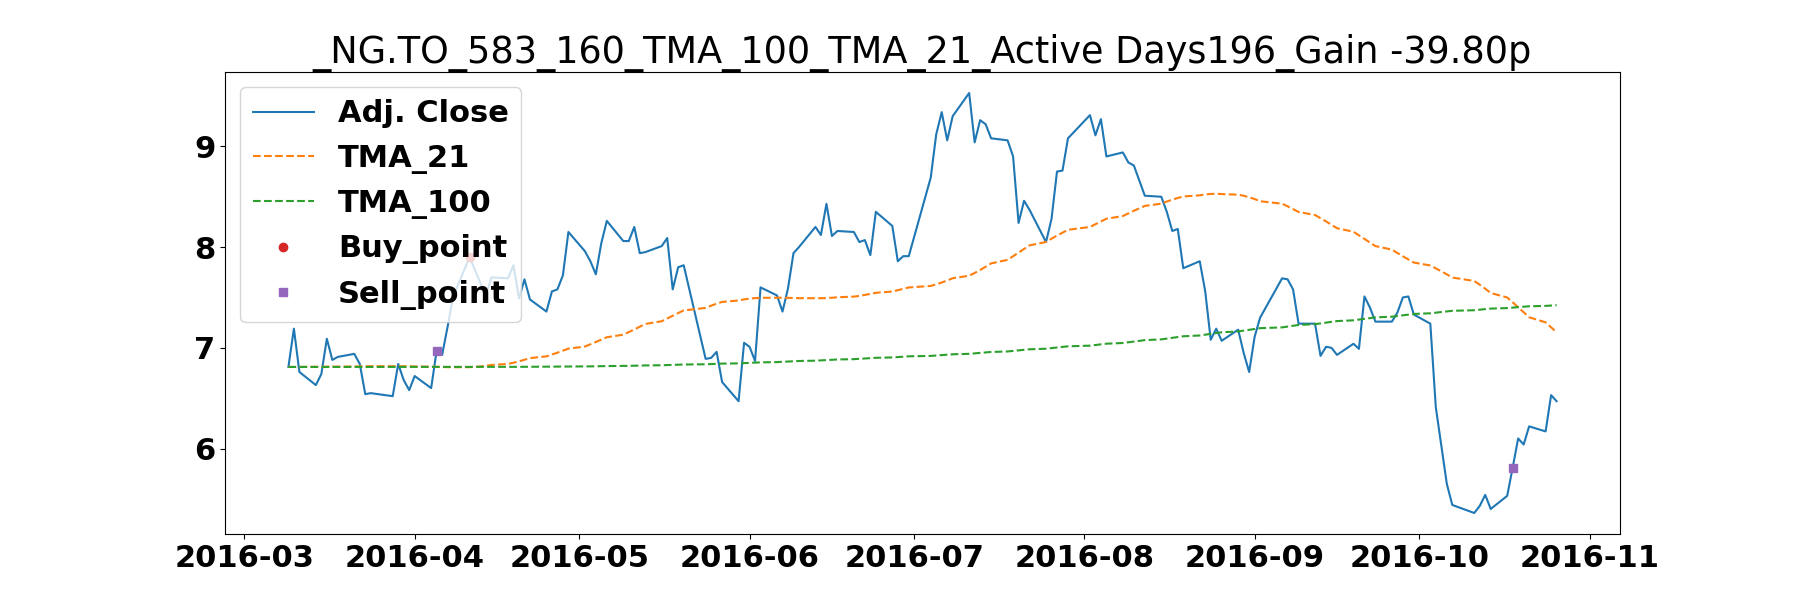 _NG.TO_583_160_TMA_100_TMA_21_Active Days196_Gain -39.80p
Adj. Close
TMA_21
TMA_100
Buy_point
Sell_point
9
8
7
6
2016-03 2016-04 2016-05 2016-06 2016-07 2016-08 2016-09 2016-10 2016-11